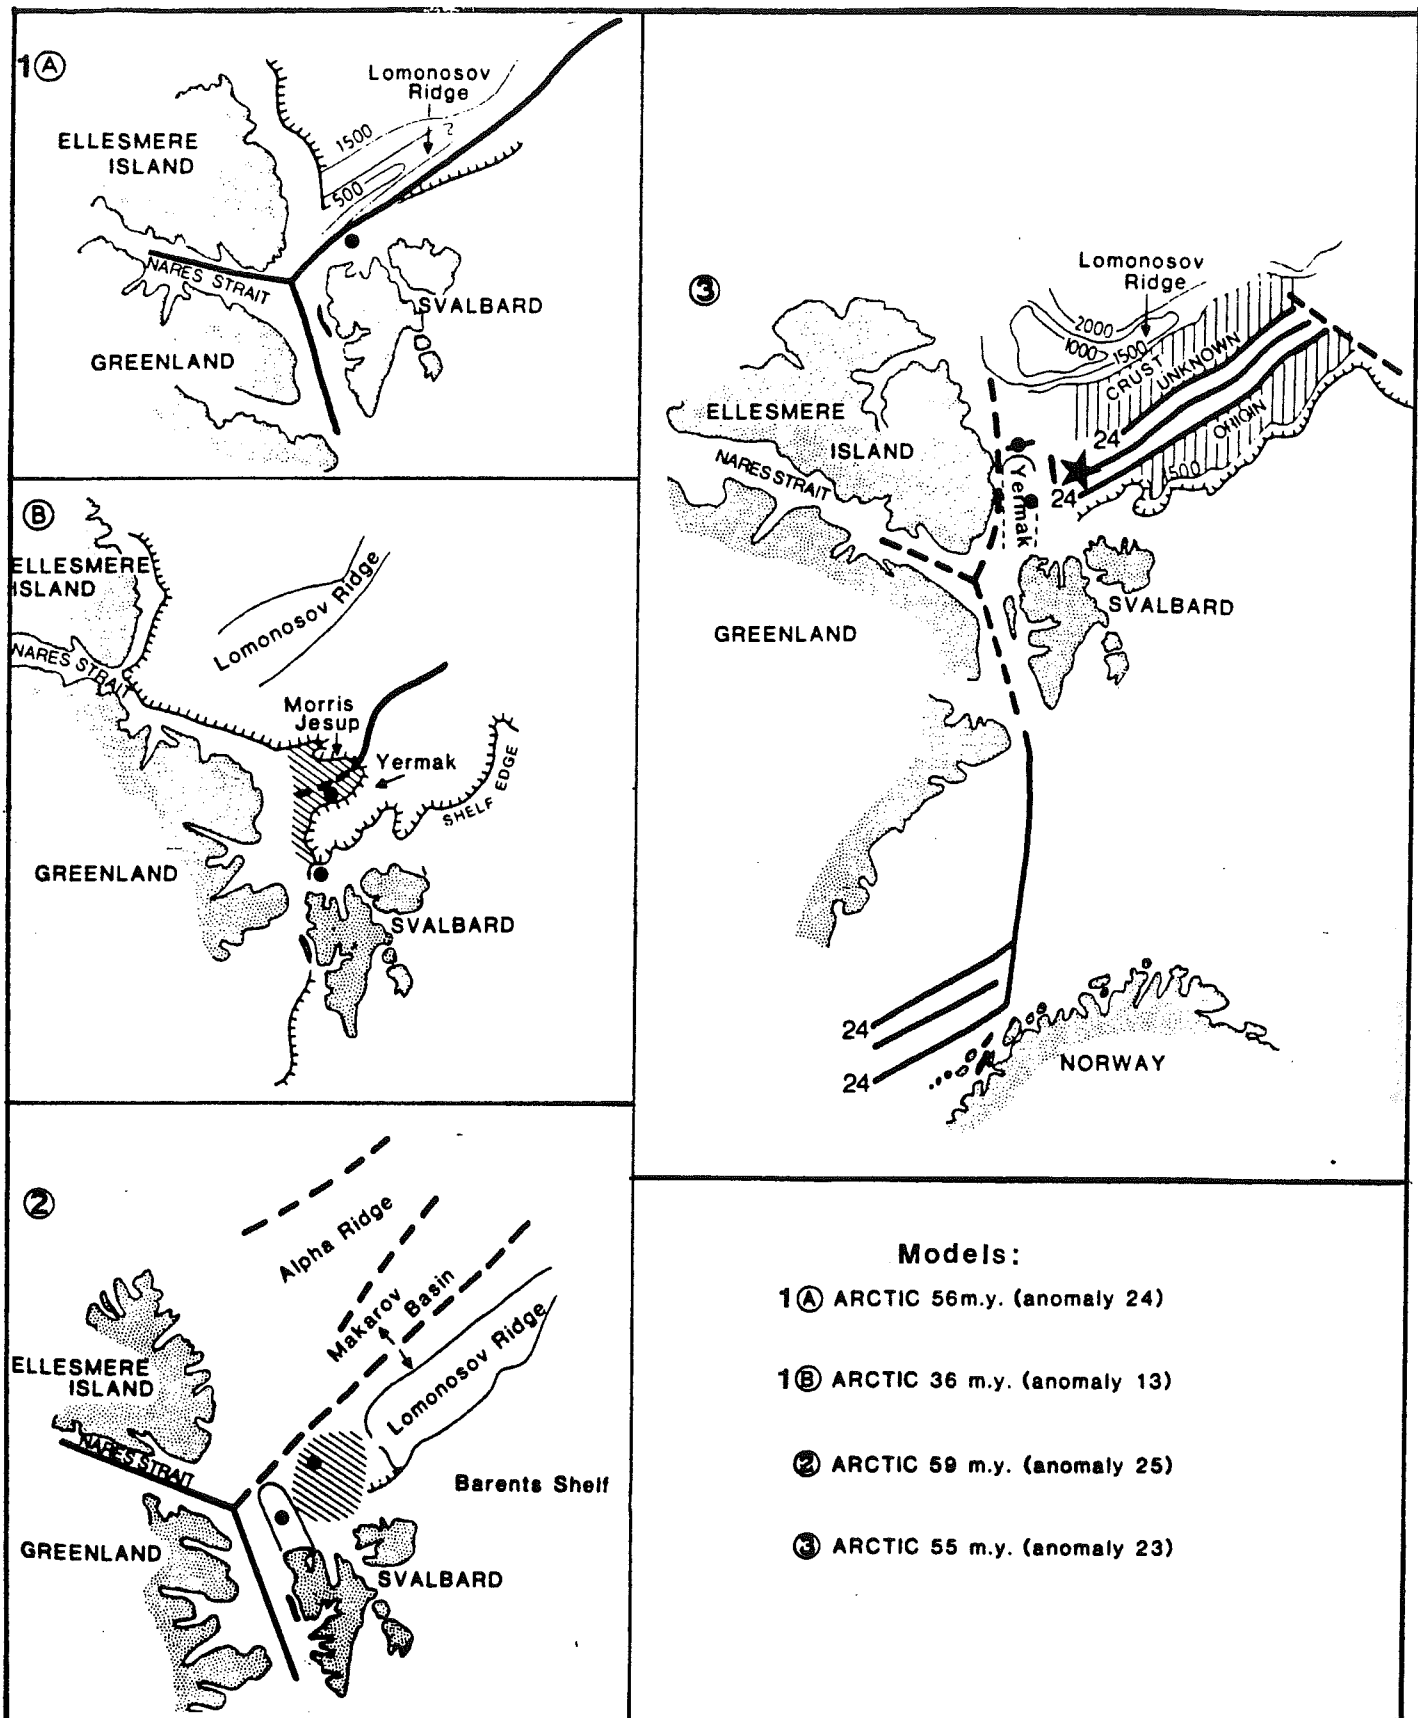 1 A
Lomonosov
Ridge
1500
?
500
ELLESMERE
ISLAND
NARES STRAIT
SVALBARD
GREENLAND
B
ELLESMERE
ISLAND
Lomonosov Ridge
NARES STRAIT
Morris
Jesup
Yermak
SHELF EDGE
GREENLAND
SVALBARD
2
Alpha Ridge
Makarov Basin
Lomonosov Ridge
ELLESMERE
ISLAND
NARES STRAIT
Barents Shelf
GREENLAND
SVALBARD
3
Lomonosov
Ridge
2000
1000
1500
CRUST UNKNOWN
ORIGIN
ELLESMERE
ISLAND
24
24
1500
NARES STRAIT
Yermak
SVALBARD
GREENLAND
24
24
NORWAY
Models:
1 A ARCTIC 56m.y. (anomaly 24)
1 B ARCTIC 36 m.y. (anomaly 13)
2 ARCTIC 59 m.y. (anomaly 25)
3 ARCTIC 55 m.y. (anomaly 23)